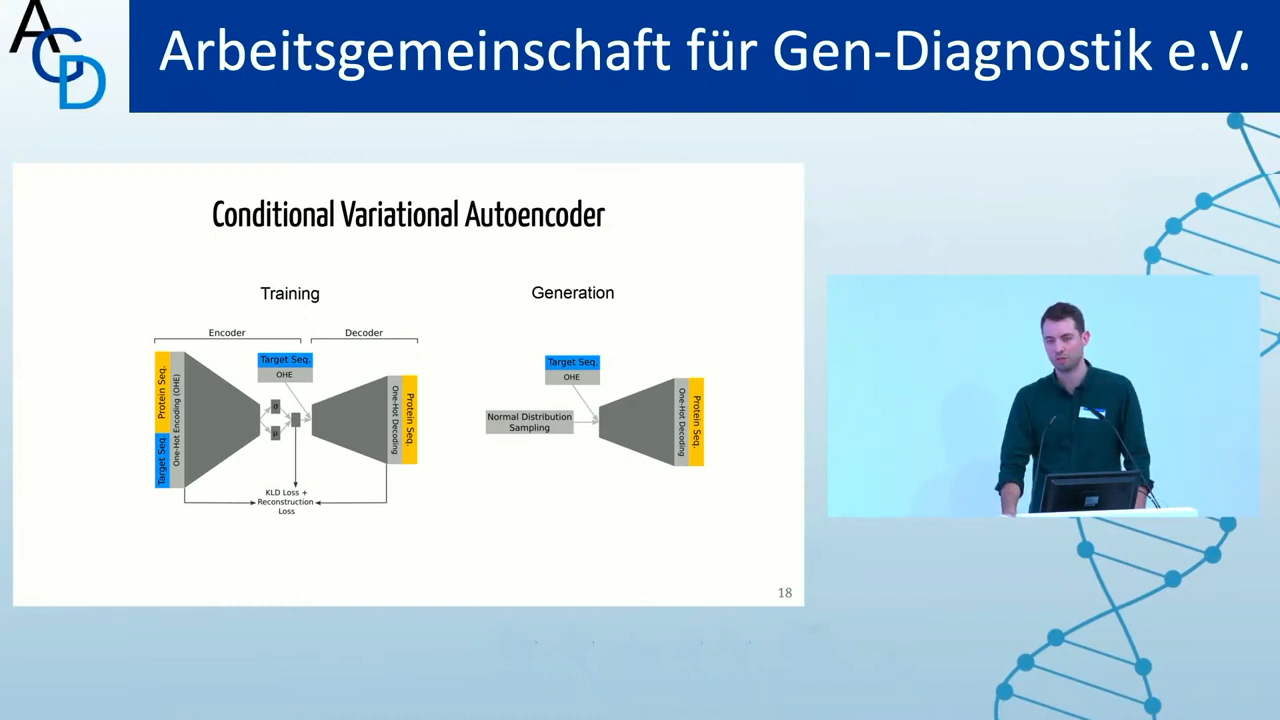 AGD
Arbeitsgemeinschaft für Gen-Diagnostik e.V.
Conditional Variational Autoencoder
Training
Generation
Encoder
Decoder
Protein Seq.
Target Seq.
One-Hot Encoding (OHE)
Target Seq.
OHE
σ
μ
One-Hot Decoding
Protein Seq.
KLD Loss +
Reconstruction
Loss
Target Seq.
OHE
Normal Distribution
Sampling
One-Hot Decoding
Protein Seq.
18